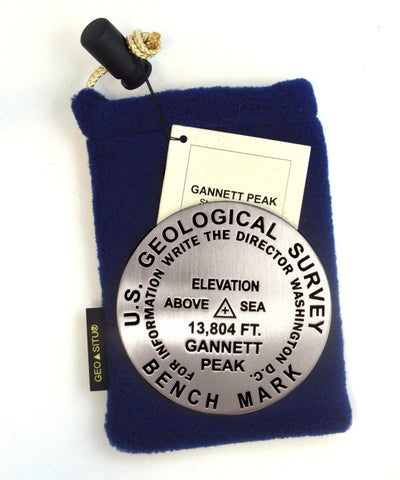 GANNETT PEAK
U.S. GEOLOGICAL SURVEY
FOR INFORMATION WRITE THE DIRECTOR WASHINGTON D.C.
ELEVATION
ABOVE SEA
13,804 FT.
GANNETT
PEAK
BENCH MARK
GEO▲SITU®